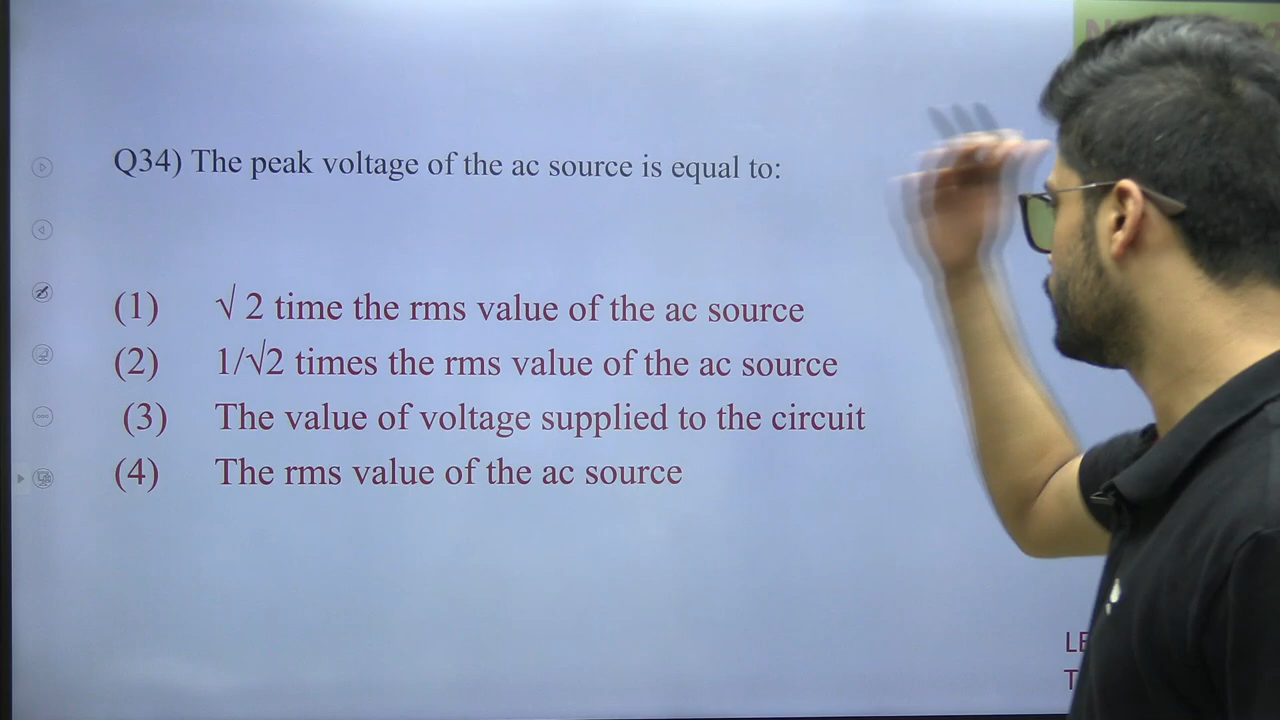 Q34) The peak voltage of the ac source is equal to:
(1) √ 2 time the rms value of the ac source
(2) 1/√2 times the rms value of the ac source
(3) The value of voltage supplied to the circuit
(4) The rms value of the ac source